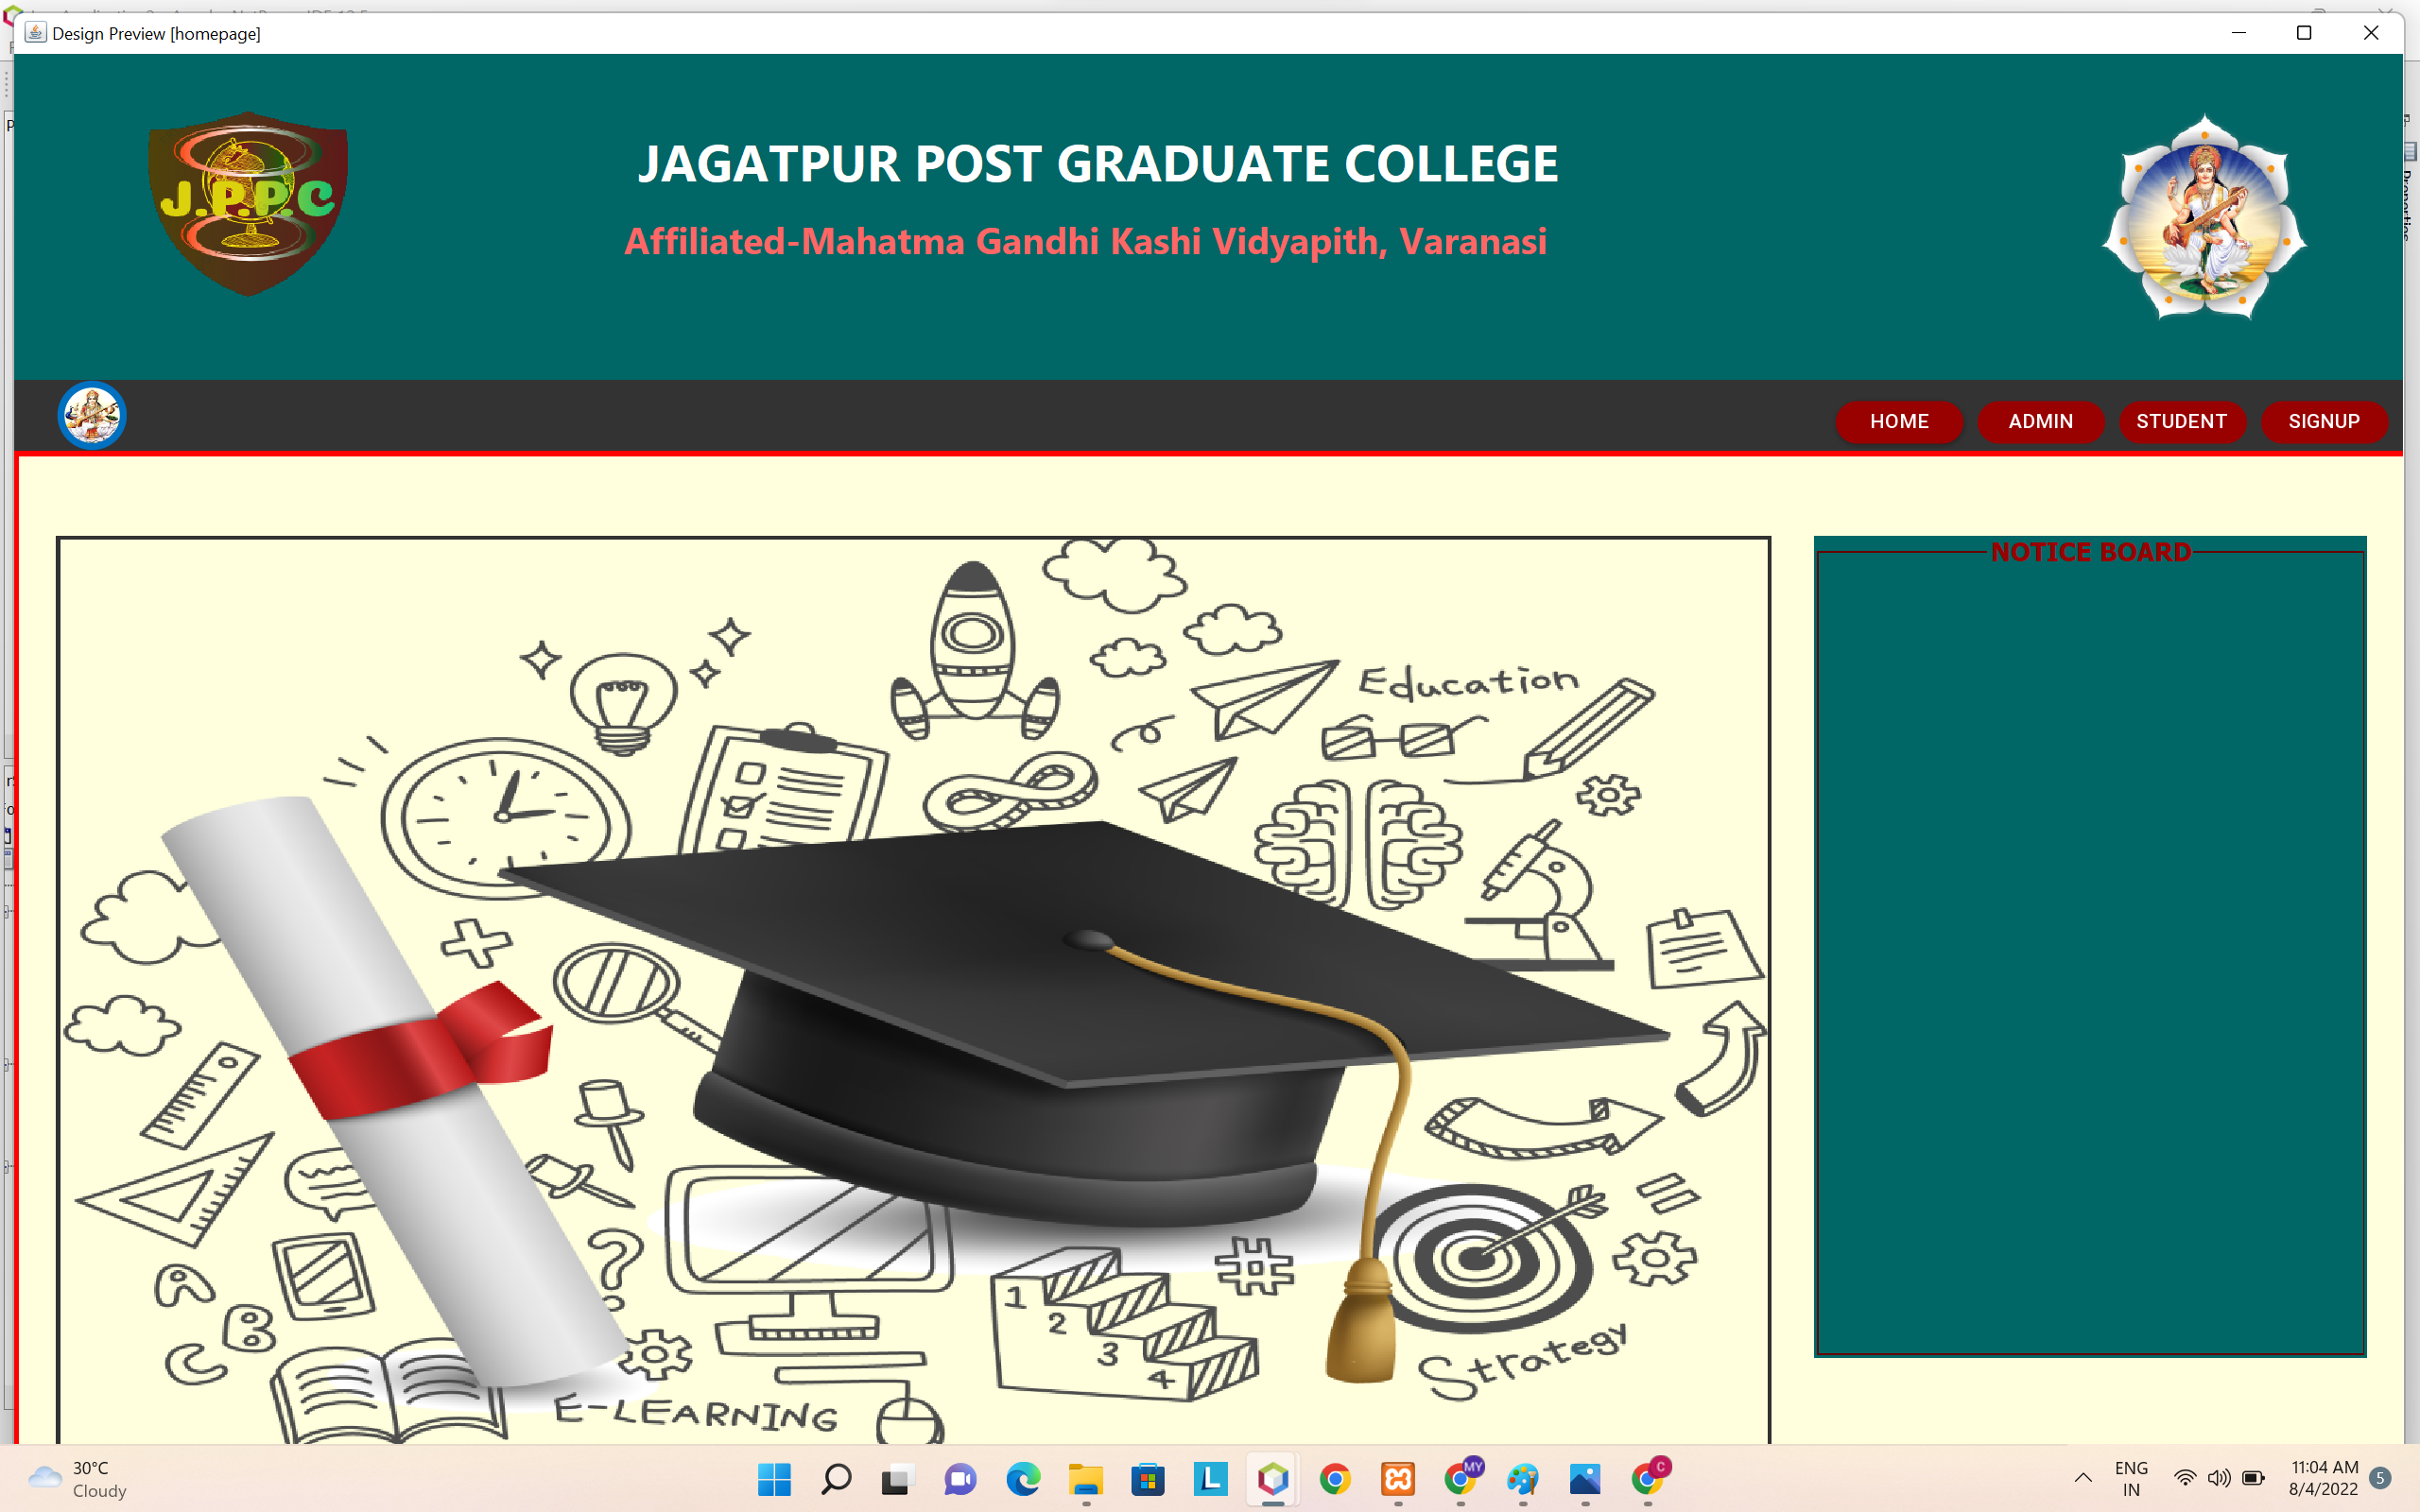 Design Preview [homepage]
J.P.P.C
JAGATPUR POST GRADUATE COLLEGE
Affiliated-Mahatma Gandhi Kashi Vidyapith, Varanasi
HOME ADMIN STUDENT SIGNUP
NOTICE BOARD
Education
A
B
C
1
2
3
4
Strategy
E-LEARNING
30°C
Cloudy
L
MY
C
ENG
IN
11:04 AM
8/4/2022
5